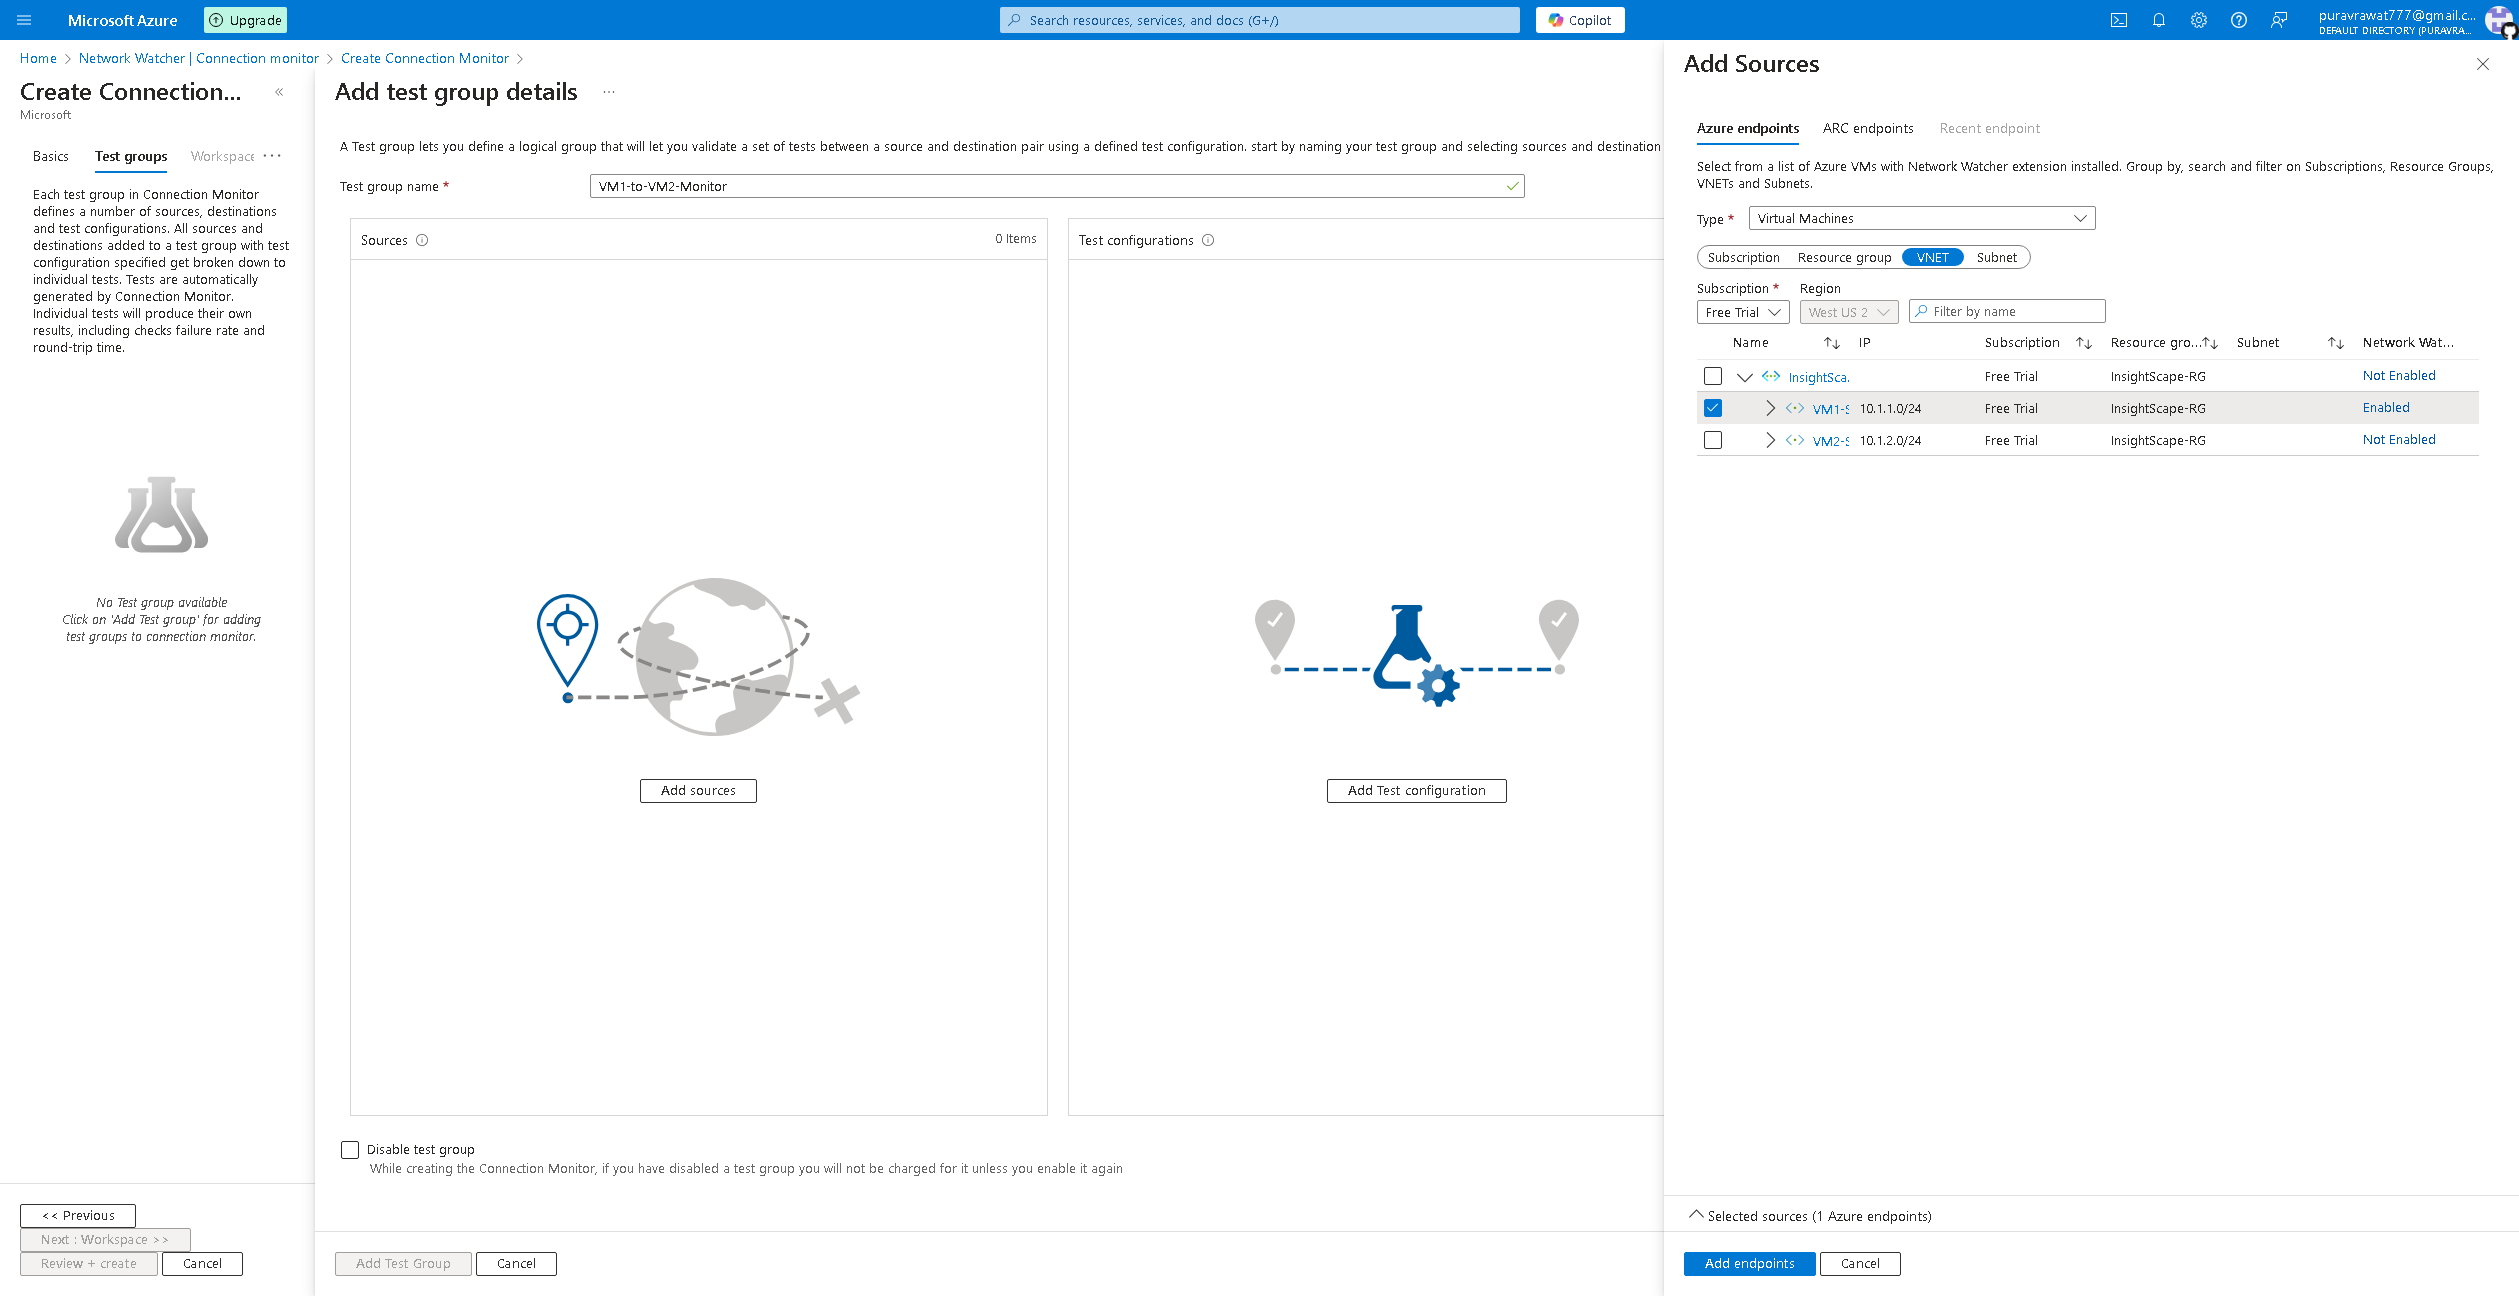 Microsoft Azure
Upgrade
Search resources, services, and docs (G+/)
Copilot
puravrawat777@gmail.c...
DEFAULT DIRECTORY (PURAVRA...
Home > Network Watcher | Connection monitor > Create Connection Monitor >
Create Connection... «
Microsoft
Basics Test groups Workspace ···
Each test group in Connection Monitor
defines a number of sources, destinations
and test configurations. All sources and
destinations added to a test group with test
configuration specified get broken down to
individual tests. Tests are automatically
generated by Connection Monitor.
Individual tests will produce their own
results, including checks failure rate and
round-trip time.
No Test group available
Click on 'Add Test group' for adding
test groups to connection monitor.
<< Previous
Next : Workspace >>
Review + create Cancel
Add test group details ···
A Test group lets you define a logical group that will let you validate a set of tests between a source and destination pair using a defined test configuration. start by naming your test group and selecting sources and destination
Test group name * VM1-to-VM2-Monitor
Sources 0 Items
Add sources
Test configurations
Add Test configuration
Disable test group
While creating the Connection Monitor, if you have disabled a test group you will not be charged for it unless you enable it again
Add Test Group Cancel
Add Sources
Azure endpoints ARC endpoints Recent endpoint
Select from a list of Azure VMs with Network Watcher extension installed. Group by, search and filter on Subscriptions, Resource Groups,
VNETs and Subnets.
Type * Virtual Machines
Subscription Resource group VNET Subnet
Subscription * Region
Free Trial West US 2 Filter by name
Name IP Subscription Resource gro... Subnet Network Wat...
InsightSca. Free Trial InsightScape-RG Not Enabled
VM1-S 10.1.1.0/24 Free Trial InsightScape-RG Enabled
VM2-S 10.1.2.0/24 Free Trial InsightScape-RG Not Enabled
Selected sources (1 Azure endpoints)
Add endpoints Cancel